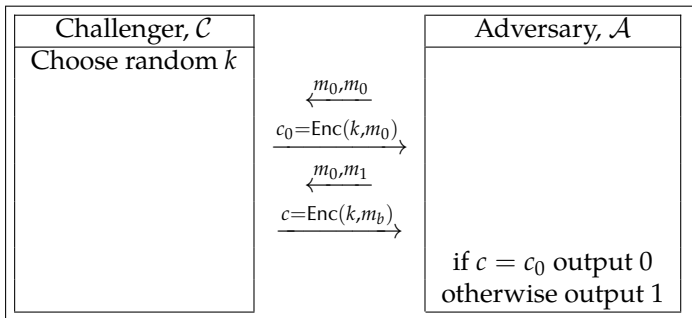 Challenger, 𝒞
Adversary, 𝒜
Choose random k
m₀,m₀
c₀=Enc(k,m₀)
m₀,m₁
c=Enc(k,m_b)
if c = c₀ output 0
otherwise output 1